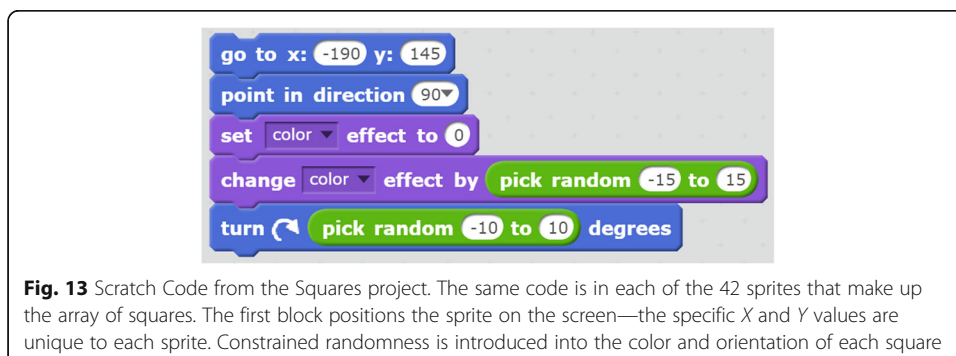 go to x: -190 y: 145
point in direction 90
set color effect to 0
change color effect by pick random -15 to 15
turn pick random -10 to 10 degrees
Fig. 13 Scratch Code from the Squares project. The same code is in each of the 42 sprites that make up
the array of squares. The first block positions the sprite on the screen—the specific X and Y values are
unique to each sprite. Constrained randomness is introduced into the color and orientation of each square